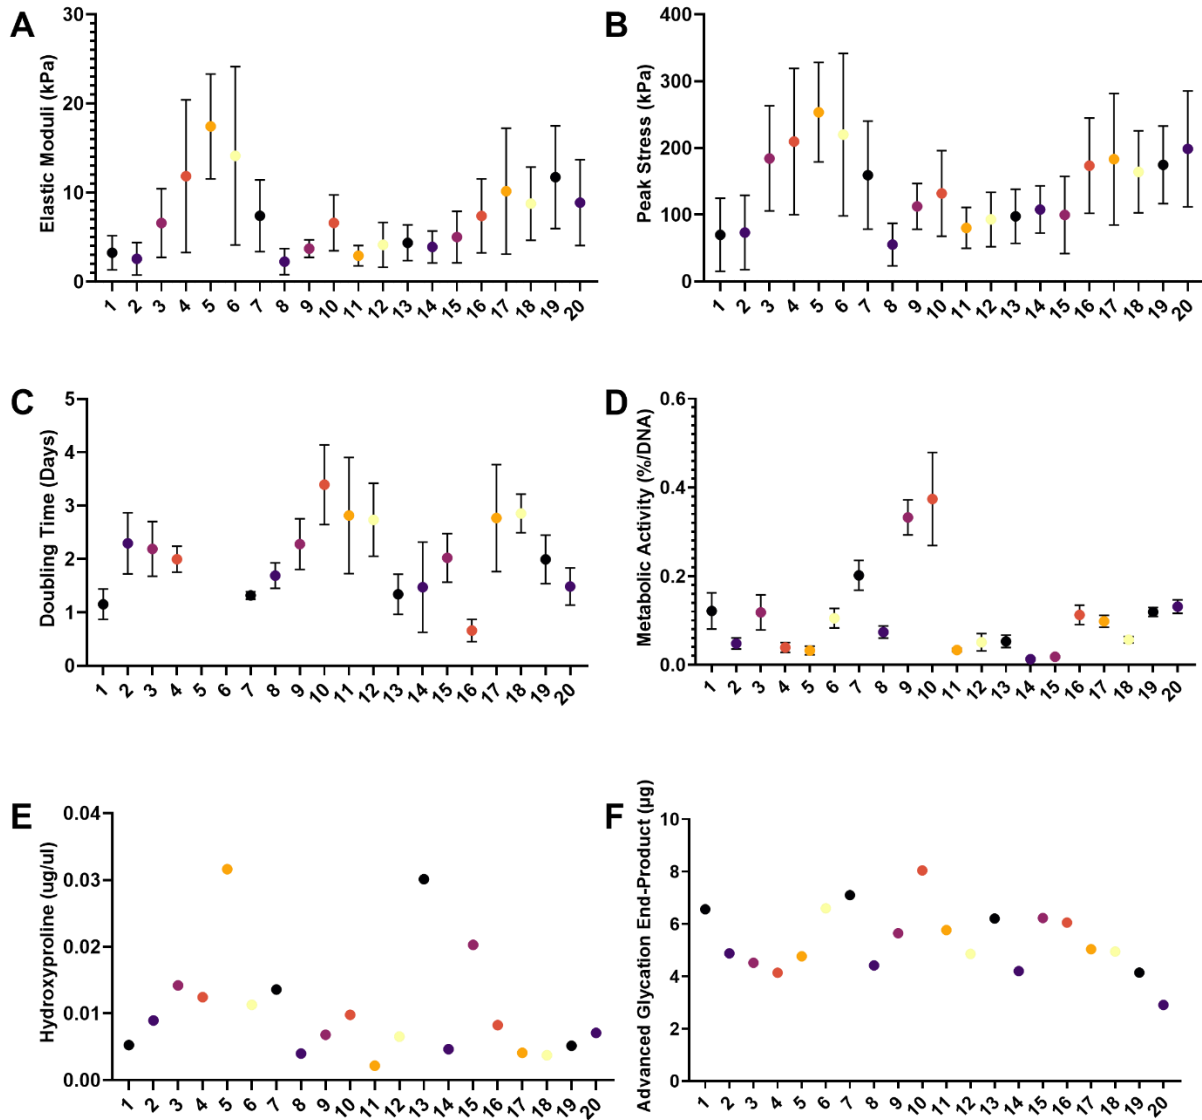 A
Elastic Moduli (kPa)
30
20
10
0
1 2 3 4 5 6 7 8 9 10 11 12 13 14 15 16 17 18 19 20
B
Peak Stress (kPa)
400
300
200
100
0
1 2 3 4 5 6 7 8 9 10 11 12 13 14 15 16 17 18 19 20
C
Doubling Time (Days)
5
4
3
2
1
0
1 2 3 4 5 6 7 8 9 10 11 12 13 14 15 16 17 18 19 20
D
Metabolic Activity (%/DNA)
0.6
0.4
0.2
0.0
1 2 3 4 5 6 7 8 9 10 11 12 13 14 15 16 17 18 19 20
E
Hydroxyproline (ug/ul)
0.04
0.03
0.02
0.01
0.00
1 2 3 4 5 6 7 8 9 10 11 12 13 14 15 16 17 18 19 20
F
Advanced Glycation End-Product (µg)
10
8
6
4
2
0
1 2 3 4 5 6 7 8 9 10 11 12 13 14 15 16 17 18 19 20